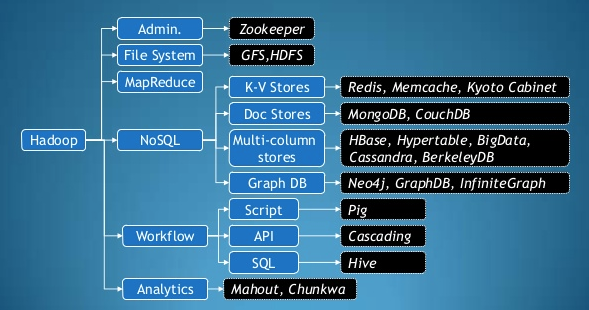 Admin.
Zookeeper
File System
GFS,HDFS
MapReduce
K-V Stores
Redis, Memcache, Kyoto Cabinet
Doc Stores
MongoDB, CouchDB
Hadoop
NoSQL
Multi-column
stores
HBase, Hypertable, BigData,
Cassandra, BerkeleyDB
Graph DB
Neo4j, GraphDB, InfiniteGraph
Script
Pig
Workflow
API
Cascading
SQL
Hive
Analytics
Mahout, Chunkwa